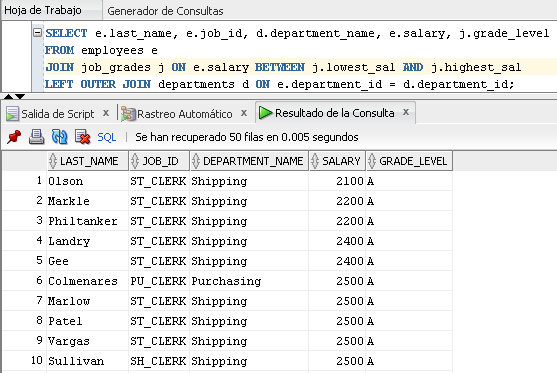 Hoja de Trabajo Generador de Consultas
SELECT e.last_name, e.job_id, d.department_name, e.salary, j.grade_level
FROM employees e
JOIN job_grades j ON e.salary BETWEEN j.lowest_sal AND j.highest_sal
LEFT OUTER JOIN departments d ON e.department_id = d.department_id;
Salida de Script x Rastreo Automático x Resultado de la Consulta x
SQL | Se han recuperado 50 filas en 0.005 segundos
LAST_NAME JOB_ID DEPARTMENT_NAME SALARY GRADE_LEVEL
1 Olson ST_CLERK Shipping 2100 A
2 Markle ST_CLERK Shipping 2200 A
3 Philtanker ST_CLERK Shipping 2200 A
4 Landry ST_CLERK Shipping 2400 A
5 Gee ST_CLERK Shipping 2400 A
6 Colmenares PU_CLERK Purchasing 2500 A
7 Marlow ST_CLERK Shipping 2500 A
8 Patel ST_CLERK Shipping 2500 A
9 Vargas ST_CLERK Shipping 2500 A
10 Sullivan SH_CLERK Shipping 2500 A